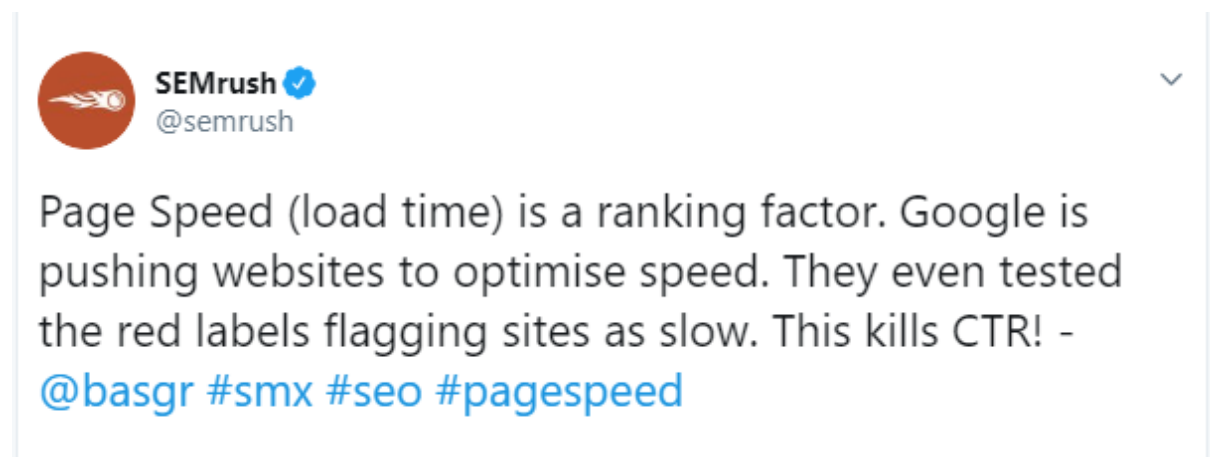 SEMrush
@semrush
Page Speed (load time) is a ranking factor. Google is
pushing websites to optimise speed. They even tested
the red labels flagging sites as slow. This kills CTR! -
@basgr #smx #seo #pagespeed